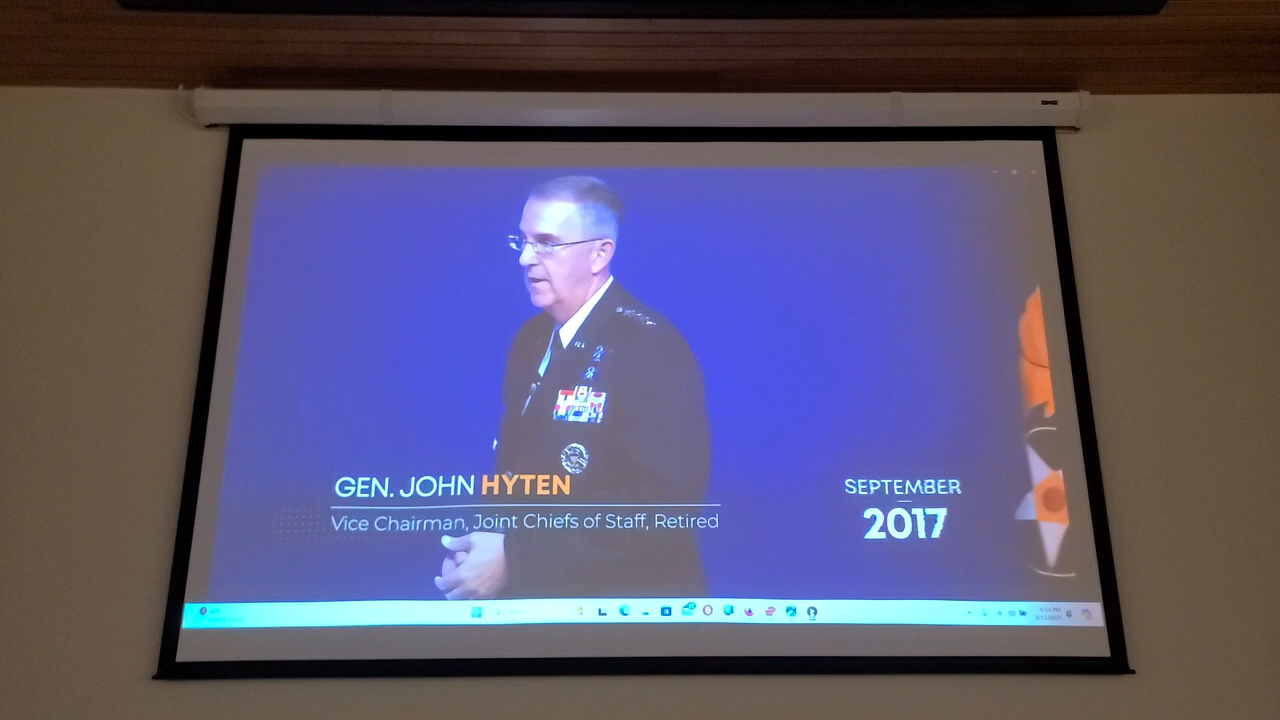 GEN. JOHN HYTEN
Vice Chairman, Joint Chiefs of Staff, Retired
SEPTEMBER
2017